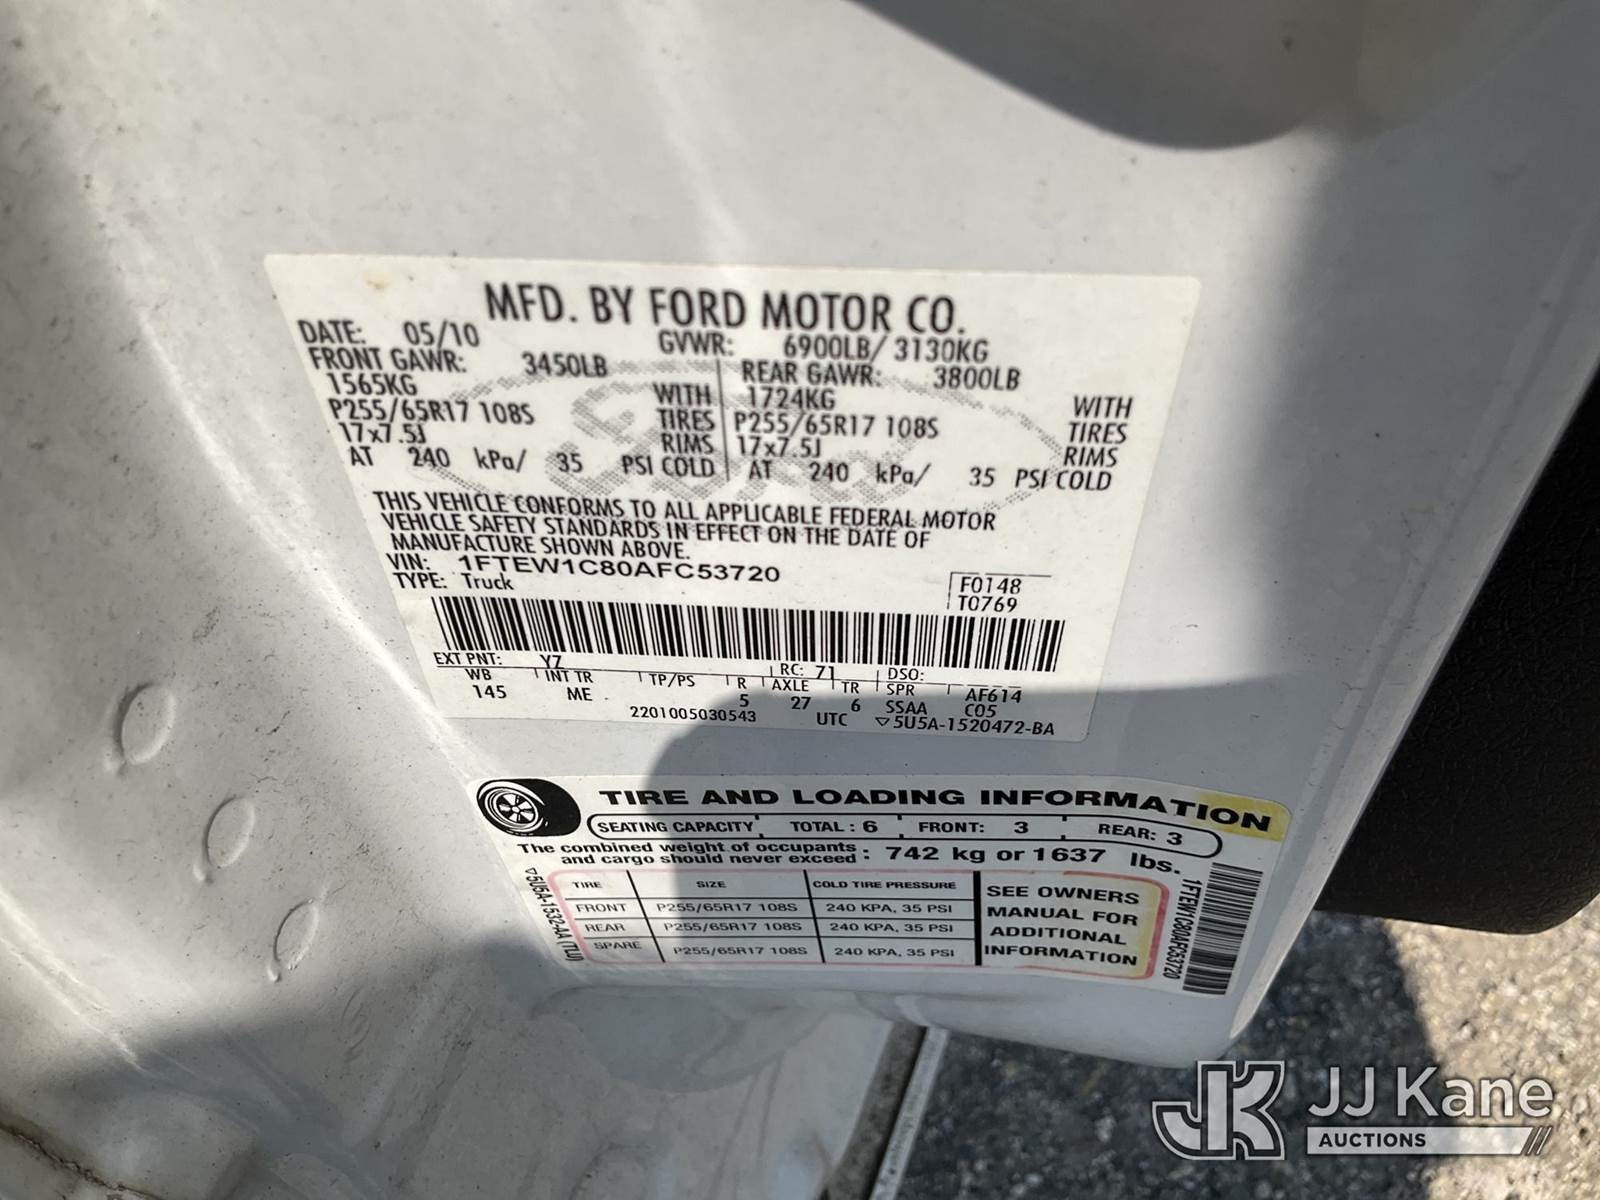 MFD. BY FORD MOTOR CO.
DATE: 05/10 GVWR: 6900LB/ 3130KG
FRONT GAWR: 3450LB REAR GAWR: 3800LB
1565KG WITH 1724KG WITH
P255/65R17 108S TIRES P255/65R17 108S TIRES
17x7.5J RIMS 17x7.5J RIMS
AT 240 kPa/ 35 PSI COLD AT 240 kPa/ 35 PSI COLD
THIS VEHICLE CONFORMS TO ALL APPLICABLE FEDERAL MOTOR
VEHICLE SAFETY STANDARDS IN EFFECT ON THE DATE OF
MANUFACTURE SHOWN ABOVE.
VIN: 1FTEW1C80AFC53720
TYPE: Truck
F0148
T0769
EXT PNT: YZ RC: 71 DSO:
WB INT TR TP/PS R AXLE TR SPR AF614
145 ME 5 27 6 SSAA C05
2201005030543 UTC ▽5U5A-1520472-BA
TIRE AND LOADING INFORMATION
SEATING CAPACITY TOTAL : 6 FRONT: 3 REAR: 3
The combined weight of occupants
and cargo should never exceed : 742 kg or 1637 lbs.
TIRE SIZE COLD TIRE PRESSURE
FRONT P255/65R17 108S 240 KPA, 35 PSI
REAR P255/65R17 108S 240 KPA, 35 PSI
SPARE P255/65R17 108S 240 KPA, 35 PSI
SEE OWNERS
MANUAL FOR
ADDITIONAL
INFORMATION
▽5U5A-1532-AA (TLU)
1FTEW1C80AFC53720
JK JJ Kane
AUCTIONS